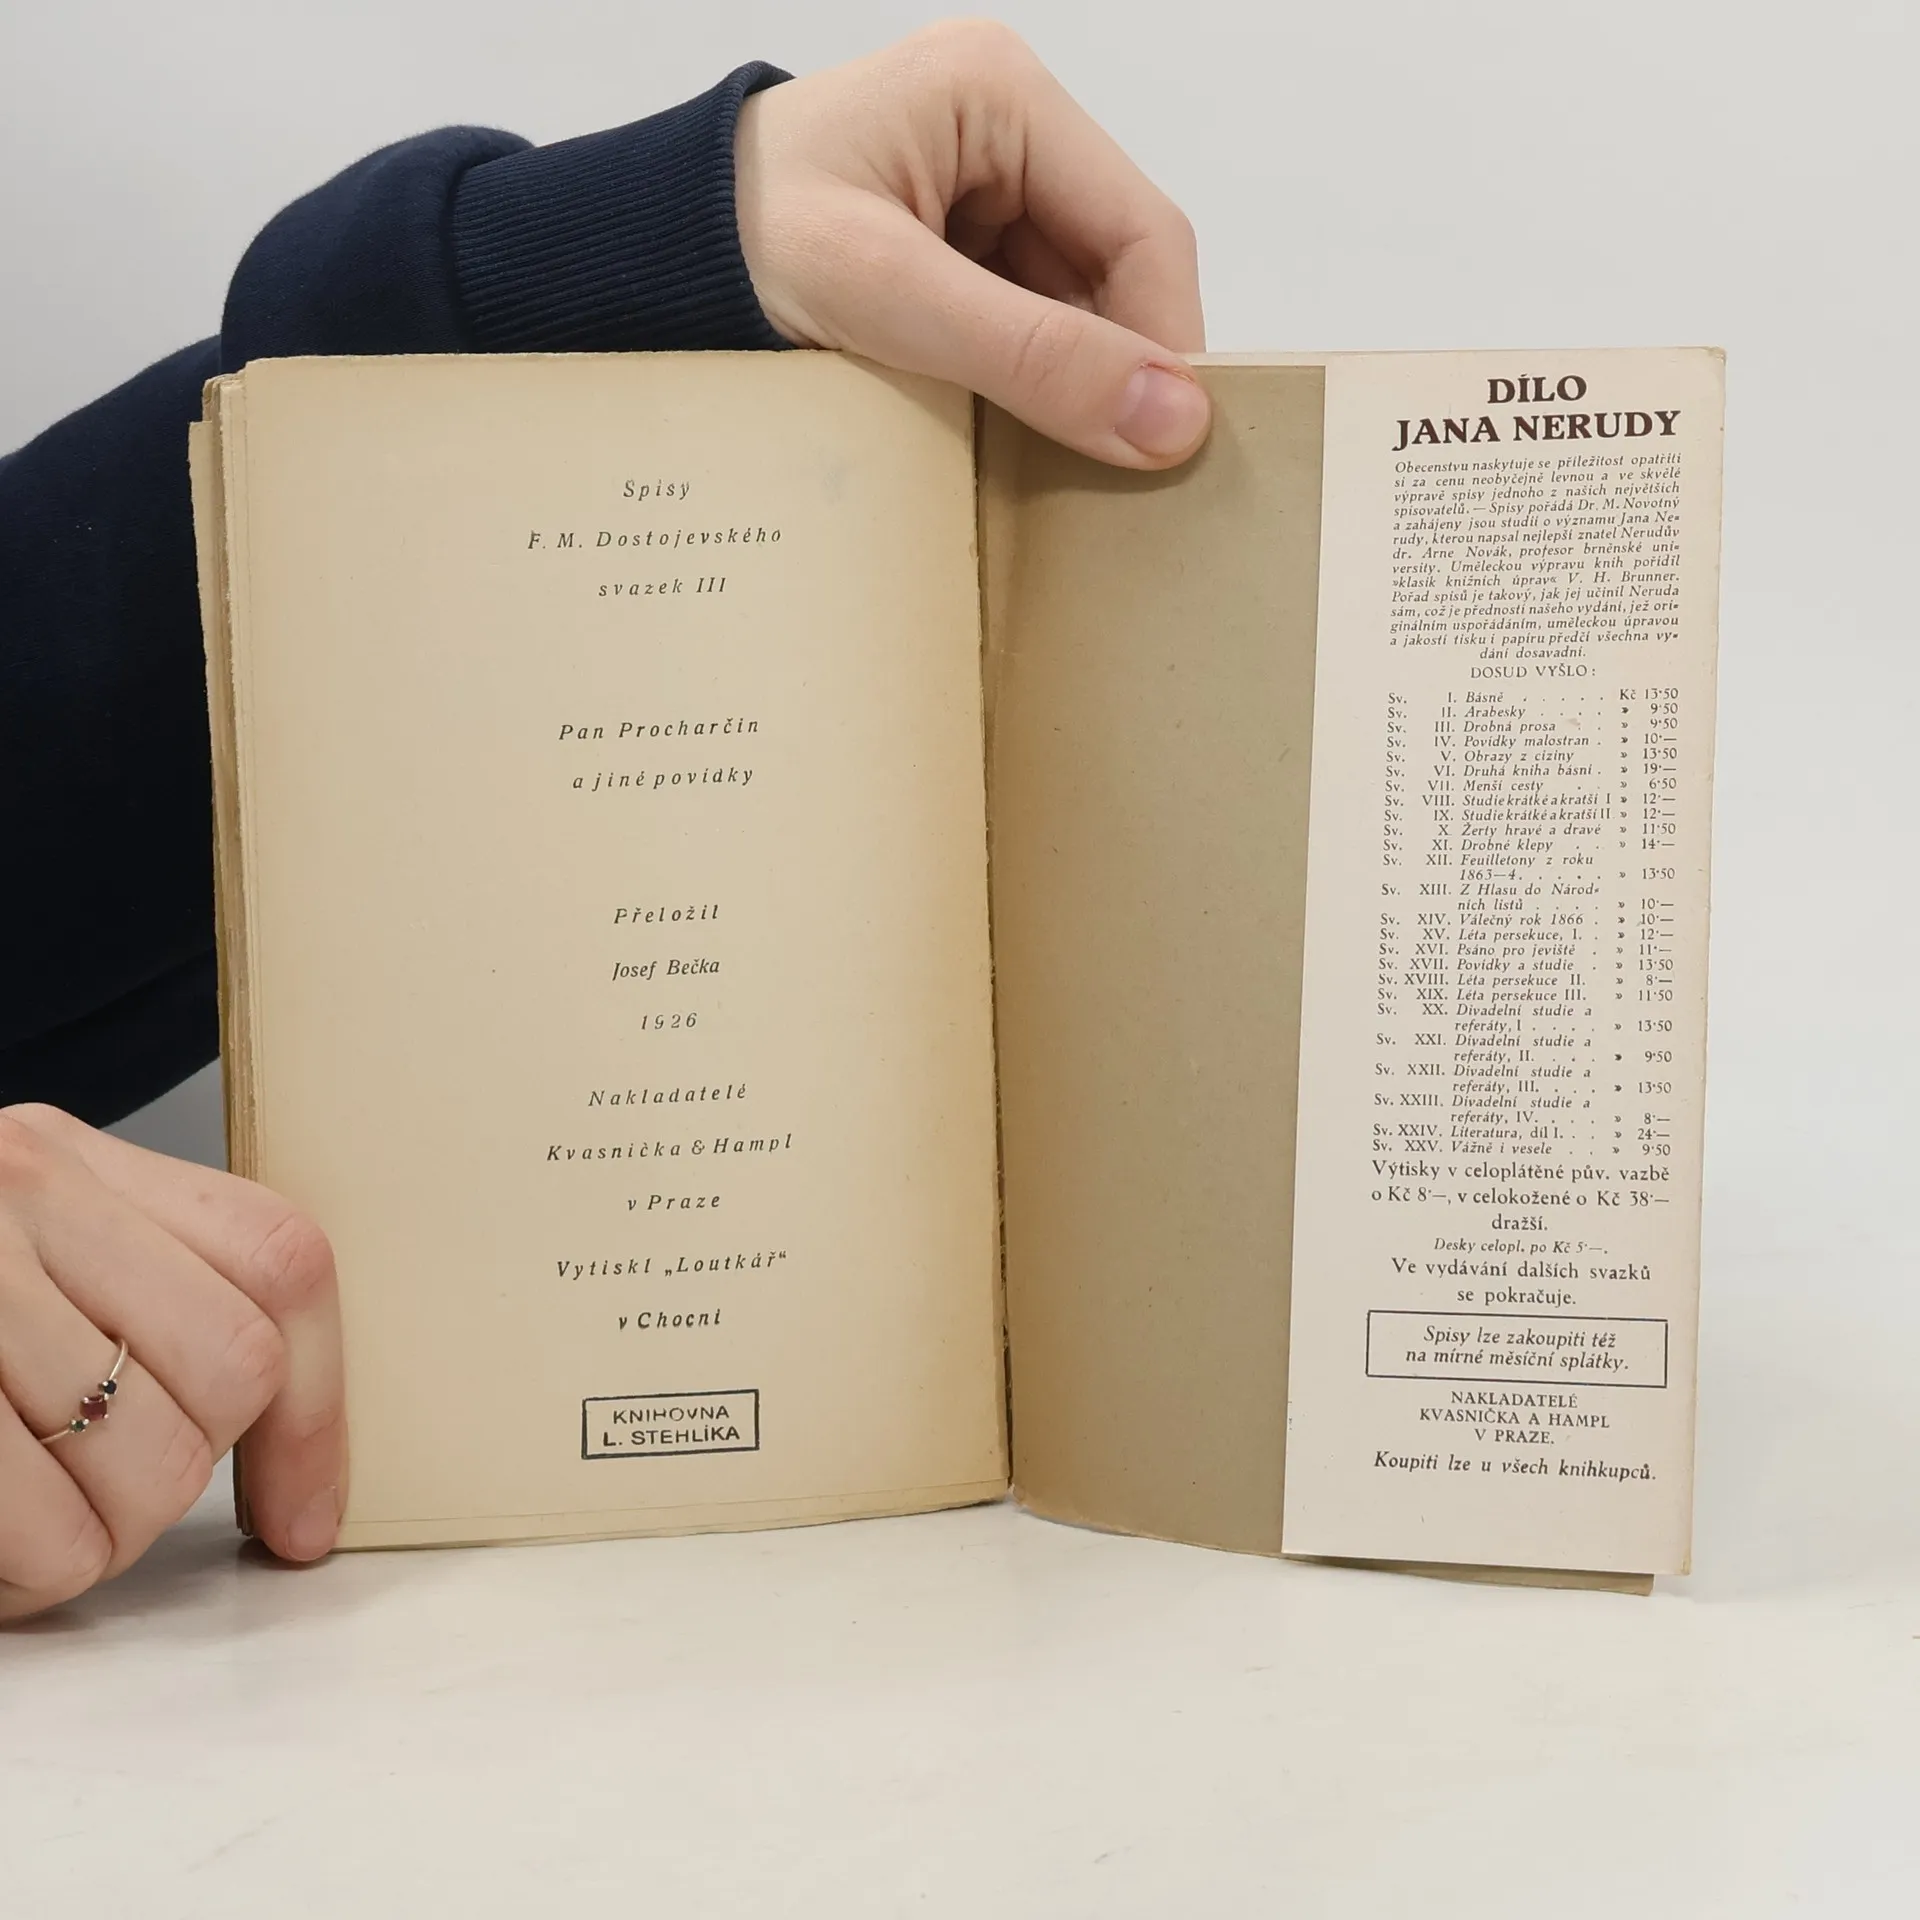 Spisy
F. M. Dostojevského
svazek III
Pan Procharčin
a jiné povídky
Přeložil
Josef Bečka
1926
Nakladatelé
Kvasnička & Hampl
v Praze
Vytiskl „Loutkář“
v Chocni
KNIHOVNA
L. STEHLÍKA
DÍLO
JANA NERUDY
Obecenstvu naskytuje se příležitost opatřiti
si za cenu neobyčejně levnou a ve skvělé
výpravě spisy jednoho z našich největších
spisovatelů. — Spisy pořádá Dr. M. Novotný
a zahájeny jsou studií o významu Jana Ne-
rudy, kterou napsal nejlepší znatel Nerudův
dr. Arne Novák, profesor brněnské uni-
versity. Uměleckou výpravu knih pořídil
»klasik knižních úprav« V. H. Brunner.
Pořad spisů je takový, jak jej učinil Neruda
sám, což je předností našeho vydání, jež ori-
ginálním uspořádáním, uměleckou úpravou
a jakostí tisku i papíru předčí všechna vy-
dání dosavadní.
DOSUD VYŠLO:
Sv. I. Básně . . . . . Kč 13·50
Sv. II. Arabesky . . . . » 9·50
Sv. III. Drobná prosa . . » 9·50
Sv. IV. Povídky malostran . » 10·—
Sv. V. Obrazy z ciziny » 13·50
Sv. VI. Druhá kniha básní . » 19·—
Sv. VII. Menší cesty . . » 6·50
Sv. VIII. Studie krátké a kratší I » 12·—
Sv. IX. Studie krátké a kratší II » 12·—
Sv. X. Žerty hravé a dravé » 11·50
Sv. XI. Drobné klepy . . » 14·—
Sv. XII. Feuilletony z roku
1863—4. . . . . . » 13·50
Sv. XIII. Z Hlasu do Národ-
ních listů . . . . » 10·—
Sv. XIV. Válečný rok 1866 . » 10·—
Sv. XV. Léta persekuce, I. . » 12·—
Sv. XVI. Psáno pro jeviště . » 11·—
Sv. XVII. Povídky a studie . » 13·50
Sv. XVIII. Léta persekuce II. » 8·—
Sv. XIX. Léta persekuce III. » 11·50
Sv. XX. Divadelní studie a
referáty, I . . . . » 13·50
Sv. XXI. Divadelní studie a
referáty, II. . . . » 9·50
Sv. XXII. Divadelní studie a
referáty, III. . . . » 13·50
Sv. XXIII. Divadelní studie a
referáty, IV. . . . » 8·—
Sv. XXIV. Literatura, díl I. . . » 24·—
Sv. XXV. Vážně i vesele . . » 9·50
Výtisky v celoplátěné pův. vazbě
o Kč 8·—, v celokožené o Kč 38·—
dražší.
Desky celopl. po Kč 5·—.
Ve vydávání dalších svazků
se pokračuje.
Spisy lze zakoupiti též
na mírné měsíční splátky.
NAKLADATELÉ
KVASNIČKA A HAMPL
V PRAZE.
Koupiti lze u všech knihkupců.